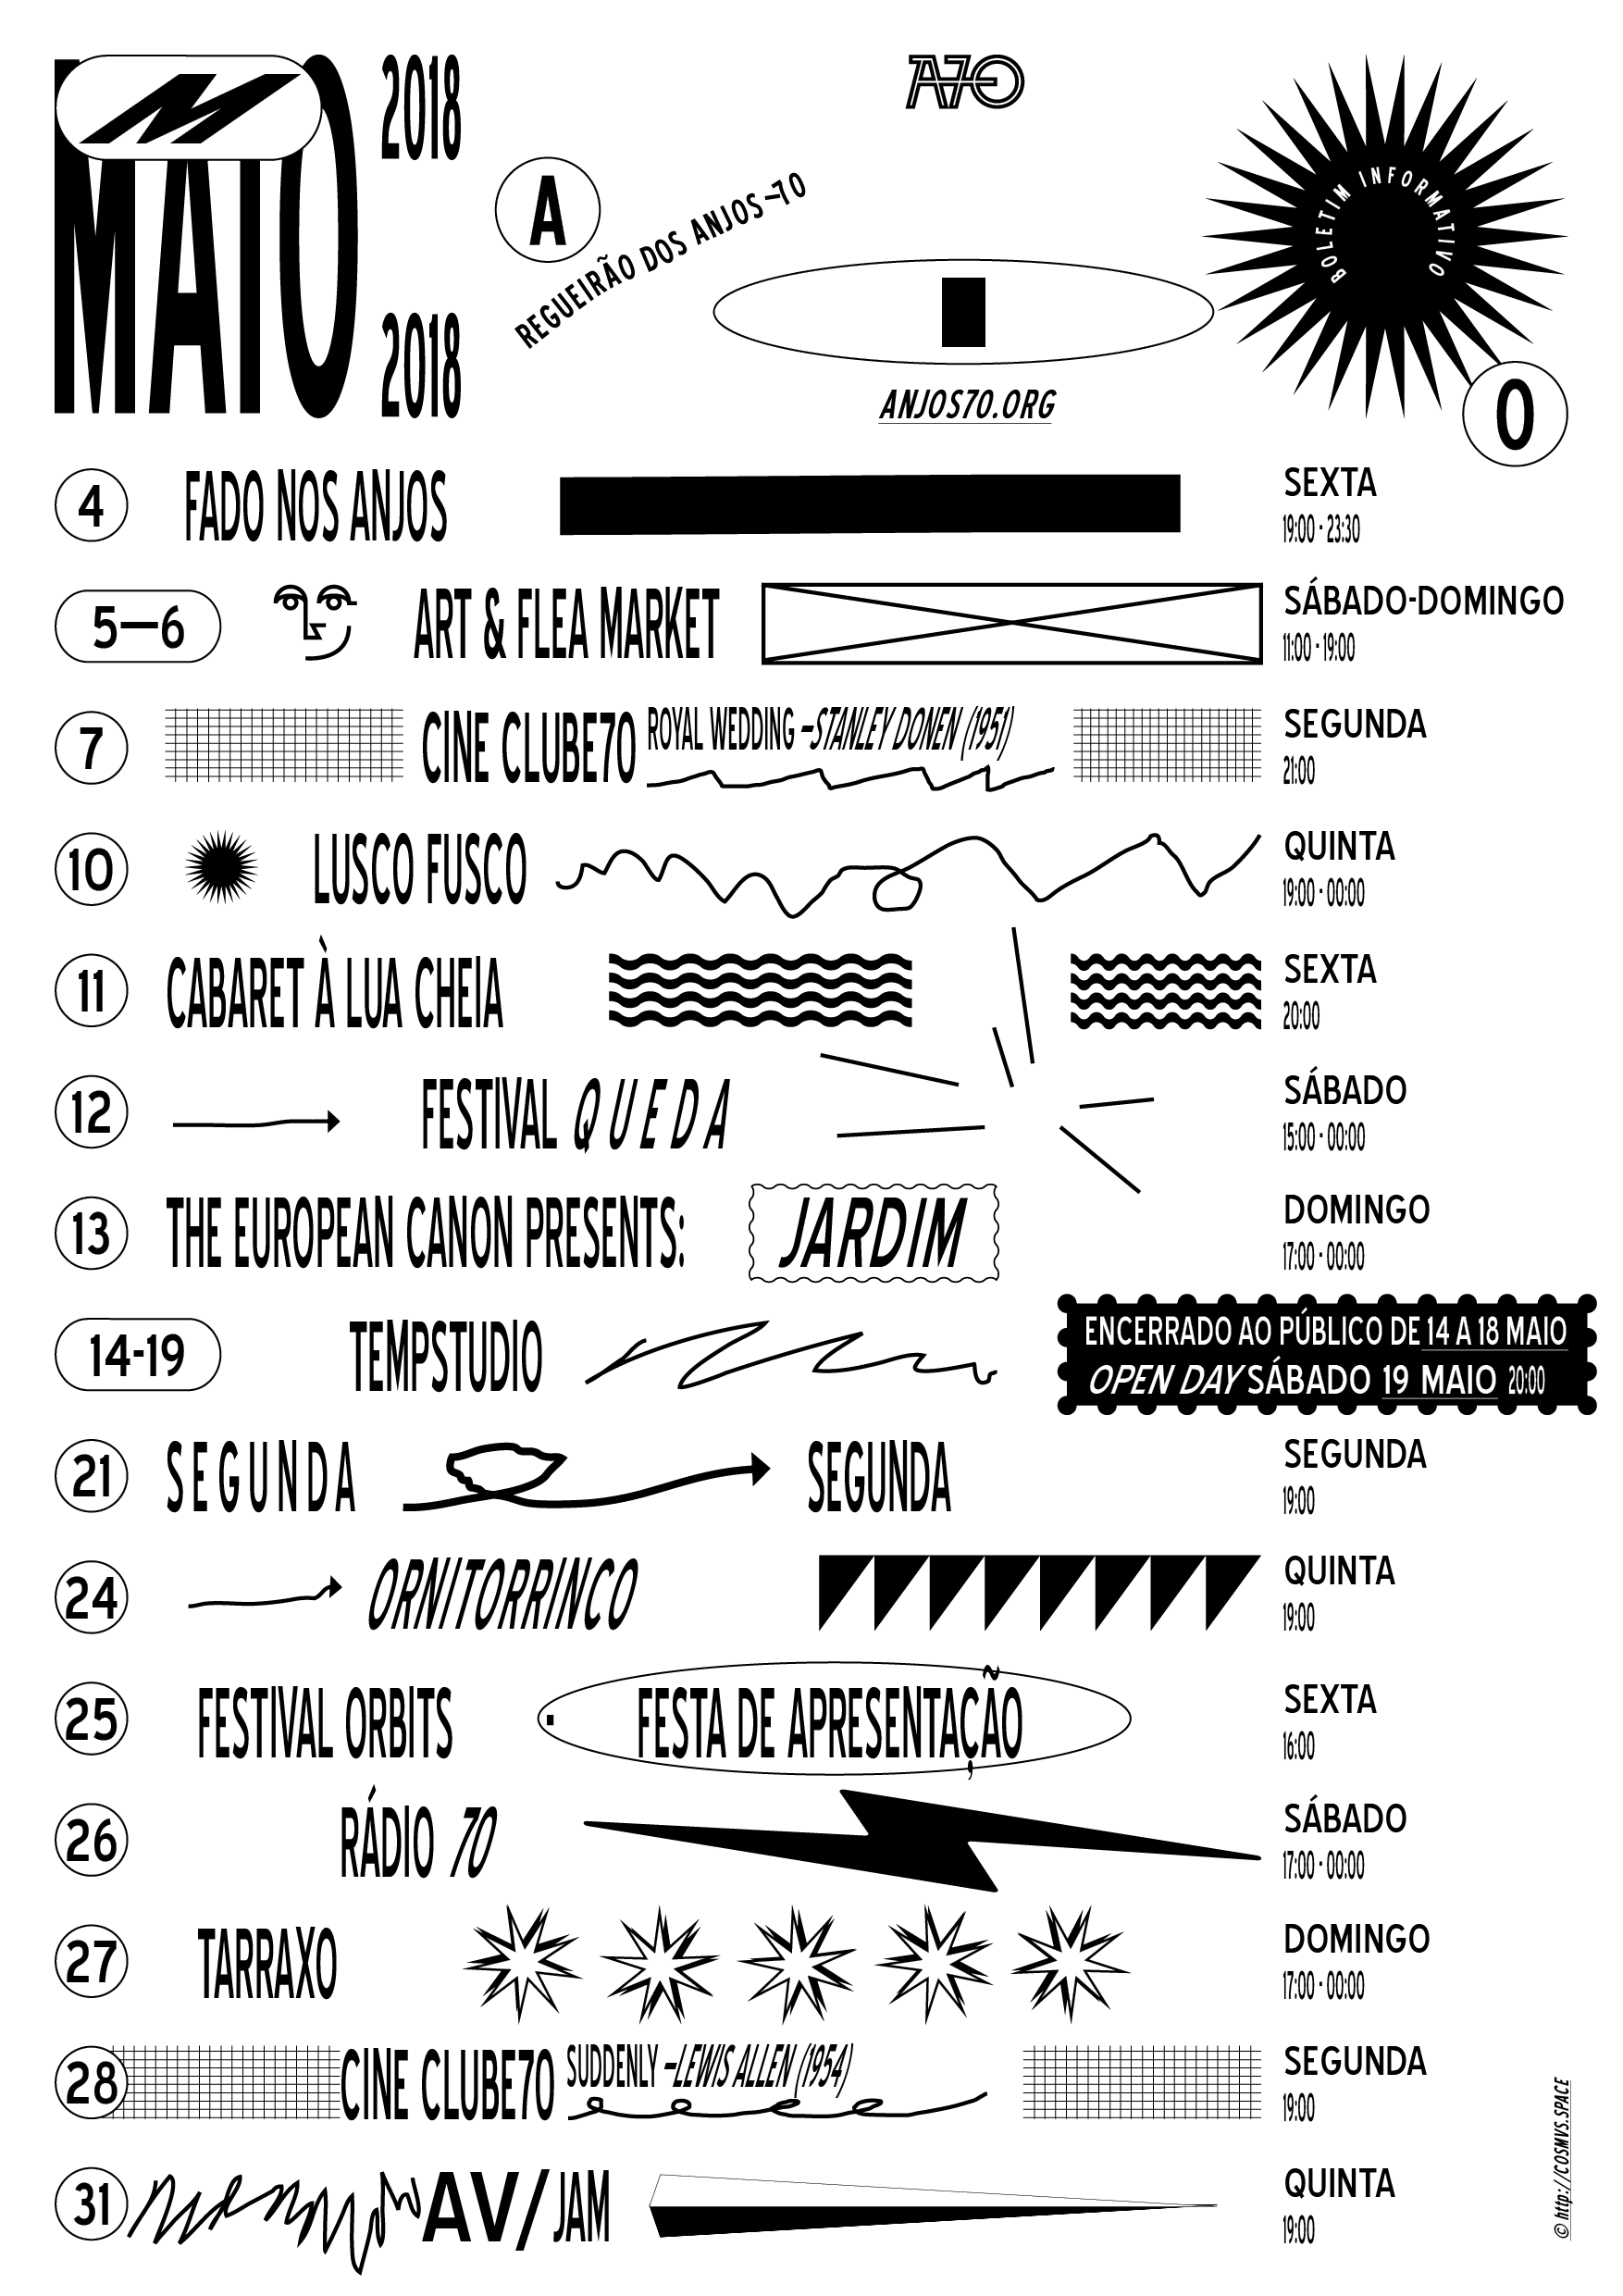 MAIO
M
2018
2018
A
REGUEIRÃO DOS ANJOS—70
A70
I
ANJOS70.ORG
BOLETIM INFORMATIVO
O
4 FADO NOS ANJOS SEXTA
19:00 - 23:30
5—6 ART & FLEA MARKET SÁBADO-DOMINGO
11:00 - 19:00
7 CINE CLUBE70 ROYAL WEDDING —STANLEY DONEN (1951) SEGUNDA
21:00
10 LUSCO FUSCO QUINTA
19:00 - 00:00
11 CABARET À LUA CHEIA SEXTA
20:00
12 FESTIVAL QUEDA SÁBADO
15:00 - 00:00
13 THE EUROPEAN CANON PRESENTS: JARDIM DOMINGO
17:00 - 00:00
14-19 TEMPSTUDIO ENCERRADO AO PÚBLICO DE 14 A 18 MAIO
OPEN DAY SÁBADO 19 MAIO 20:00
21 SEGUNDA SEGUNDA SEGUNDA
19:00
24 ORNITORRINCO QUINTA
19:00
25 FESTIVAL ORBITS FESTA DE APRESENTAÇÃO SEXTA
16:00
26 RÁDIO 70 SÁBADO
17:00 - 00:00
27 TARRAXO DOMINGO
17:00 - 00:00
28 CINE CLUBE70 SUDDENLY —LEWIS ALLEN (1954) SEGUNDA
19:00
31 AV/JAM QUINTA
19:00
© http://COSMVS.SPACE